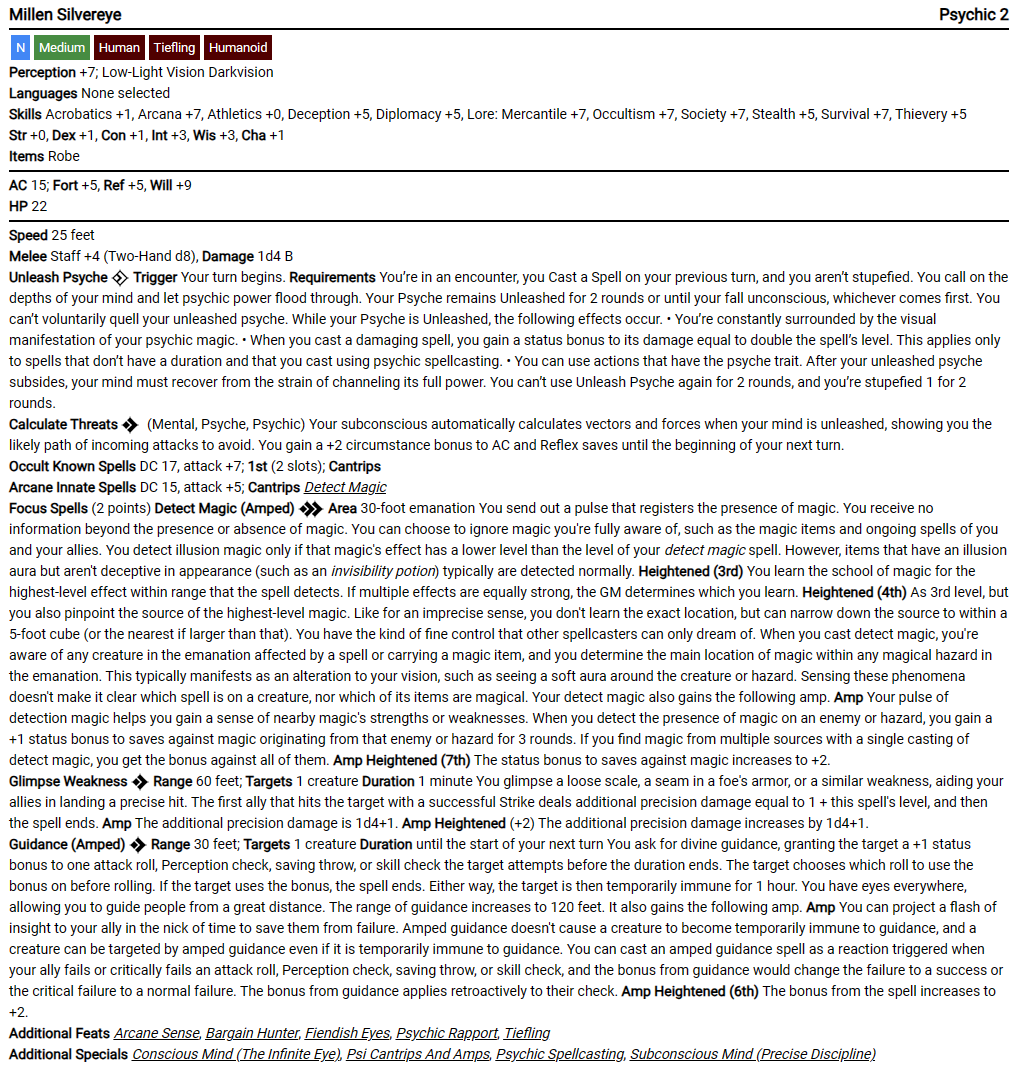 Millen Silvereye Psychic 2
N Medium Human Tiefling Humanoid
Perception +7; Low-Light Vision Darkvision
Languages None selected
Skills Acrobatics +1, Arcana +7, Athletics +0, Deception +5, Diplomacy +5, Lore: Mercantile +7, Occultism +7, Society +7, Stealth +5, Survival +7, Thievery +5
Str +0, Dex +1, Con +1, Int +3, Wis +3, Cha +1
Items Robe
AC 15; Fort +5, Ref +5, Will +9
HP 22
Speed 25 feet
Melee Staff +4 (Two-Hand d8), Damage 1d4 B
Unleash Psyche Trigger Your turn begins. Requirements You're in an encounter, you Cast a Spell on your previous turn, and you aren't stupefied. You call on the
depths of your mind and let psychic power flood through. Your Psyche remains Unleashed for 2 rounds or until your fall unconscious, whichever comes first. You
can't voluntarily quell your unleashed psyche. While your Psyche is Unleashed, the following effects occur. • You're constantly surrounded by the visual
manifestation of your psychic magic. • When you cast a damaging spell, you gain a status bonus to its damage equal to double the spell's level. This applies only
to spells that don't have a duration and that you cast using psychic spellcasting. • You can use actions that have the psyche trait. After your unleashed psyche
subsides, your mind must recover from the strain of channeling its full power. You can't use Unleash Psyche again for 2 rounds, and you're stupefied 1 for 2
rounds.
Calculate Threats (Mental, Psyche, Psychic) Your subconscious automatically calculates vectors and forces when your mind is unleashed, showing you the
likely path of incoming attacks to avoid. You gain a +2 circumstance bonus to AC and Reflex saves until the beginning of your next turn.
Occult Known Spells DC 17, attack +7; 1st (2 slots); Cantrips
Arcane Innate Spells DC 15, attack +5; Cantrips Detect Magic
Focus Spells (2 points) Detect Magic (Amped) Area 30-foot emanation You send out a pulse that registers the presence of magic. You receive no
information beyond the presence or absence of magic. You can choose to ignore magic you're fully aware of, such as the magic items and ongoing spells of you
and your allies. You detect illusion magic only if that magic's effect has a lower level than the level of your detect magic spell. However, items that have an illusion
aura but aren't deceptive in appearance (such as an invisibility potion) typically are detected normally. Heightened (3rd) You learn the school of magic for the
highest-level effect within range that the spell detects. If multiple effects are equally strong, the GM determines which you learn. Heightened (4th) As 3rd level, but
you also pinpoint the source of the highest-level magic. Like for an imprecise sense, you don't learn the exact location, but can narrow down the source to within a
5-foot cube (or the nearest if larger than that). You have the kind of fine control that other spellcasters can only dream of. When you cast detect magic, you're
aware of any creature in the emanation affected by a spell or carrying a magic item, and you determine the main location of magic within any magical hazard in
the emanation. This typically manifests as an alteration to your vision, such as seeing a soft aura around the creature or hazard. Sensing these phenomena
doesn't make it clear which spell is on a creature, nor which of its items are magical. Your detect magic also gains the following amp. Amp Your pulse of
detection magic helps you gain a sense of nearby magic's strengths or weaknesses. When you detect the presence of magic on an enemy or hazard, you gain a
+1 status bonus to saves against magic originating from that enemy or hazard for 3 rounds. If you find magic from multiple sources with a single casting of
detect magic, you get the bonus against all of them. Amp Heightened (7th) The status bonus to saves against magic increases to +2.
Glimpse Weakness Range 60 feet; Targets 1 creature Duration 1 minute You glimpse a loose scale, a seam in a foe's armor, or a similar weakness, aiding your
allies in landing a precise hit. The first ally that hits the target with a successful Strike deals additional precision damage equal to 1 + this spell's level, and then
the spell ends. Amp The additional precision damage is 1d4+1. Amp Heightened (+2) The additional precision damage increases by 1d4+1.
Guidance (Amped) Range 30 feet; Targets 1 creature Duration until the start of your next turn You ask for divine guidance, granting the target a +1 status
bonus to one attack roll, Perception check, saving throw, or skill check the target attempts before the duration ends. The target chooses which roll to use the
bonus on before rolling. If the target uses the bonus, the spell ends. Either way, the target is then temporarily immune for 1 hour. You have eyes everywhere,
allowing you to guide people from a great distance. The range of guidance increases to 120 feet. It also gains the following amp. Amp You can project a flash of
insight to your ally in the nick of time to save them from failure. Amped guidance doesn't cause a creature to become temporarily immune to guidance, and a
creature can be targeted by amped guidance even if it is temporarily immune to guidance. You can cast an amped guidance spell as a reaction triggered when
your ally fails or critically fails an attack roll, Perception check, saving throw, or skill check, and the bonus from guidance would change the failure to a success or
the critical failure to a normal failure. The bonus from guidance applies retroactively to their check. Amp Heightened (6th) The bonus from the spell increases to
+2.
Additional Feats Arcane Sense, Bargain Hunter, Fiendish Eyes, Psychic Rapport, Tiefling
Additional Specials Conscious Mind (The Infinite Eye), Psi Cantrips And Amps, Psychic Spellcasting, Subconscious Mind (Precise Discipline)